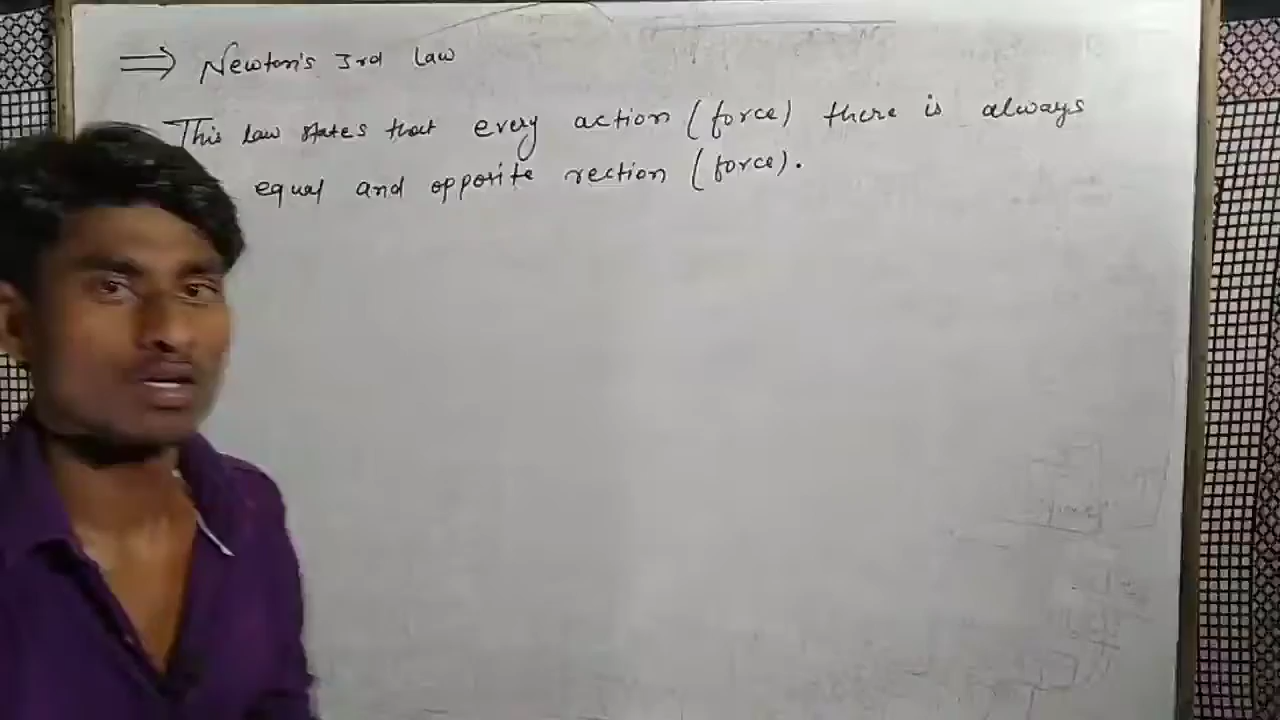 ⇒ Newton's 3rd Law
This law states that every action (force) there is always
equal and opposite rection (force).